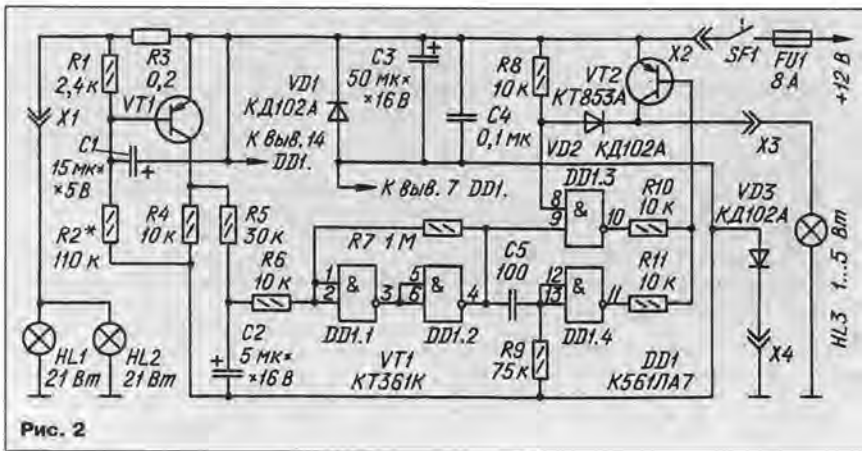 R1
2,4к
R3
0,2
VT1
X1
C1
15 мк×
×5 В
R2*
110 к
R4
10к
R5
30 к
К выв. 14
DD1.
VD1
КД102А
C3
50 мк×
×16 В
C4
0,1 мк
К выв. 7 DD1.
R8
10 к
VT2
КТ853А
VD2 КД102А
X2
SF1
FU1
8 А
+12 В
X3
DD1.3
8
9
&
10
R10
10 к
VD3
КД102А
R7 1 М
R6
10 к
1
2
&
3
5
6
&
4
C5
100
12
13
&
11
R11
10 к
DD1.1
DD1.2
DD1.4
HL3 1...5 Вт
X4
HL1
21 Вт
HL2
21 Вт
C2
5 мк×
×16 В
VT1
КТ361К
R9
75 к
DD1
К561ЛА7
Рис. 2